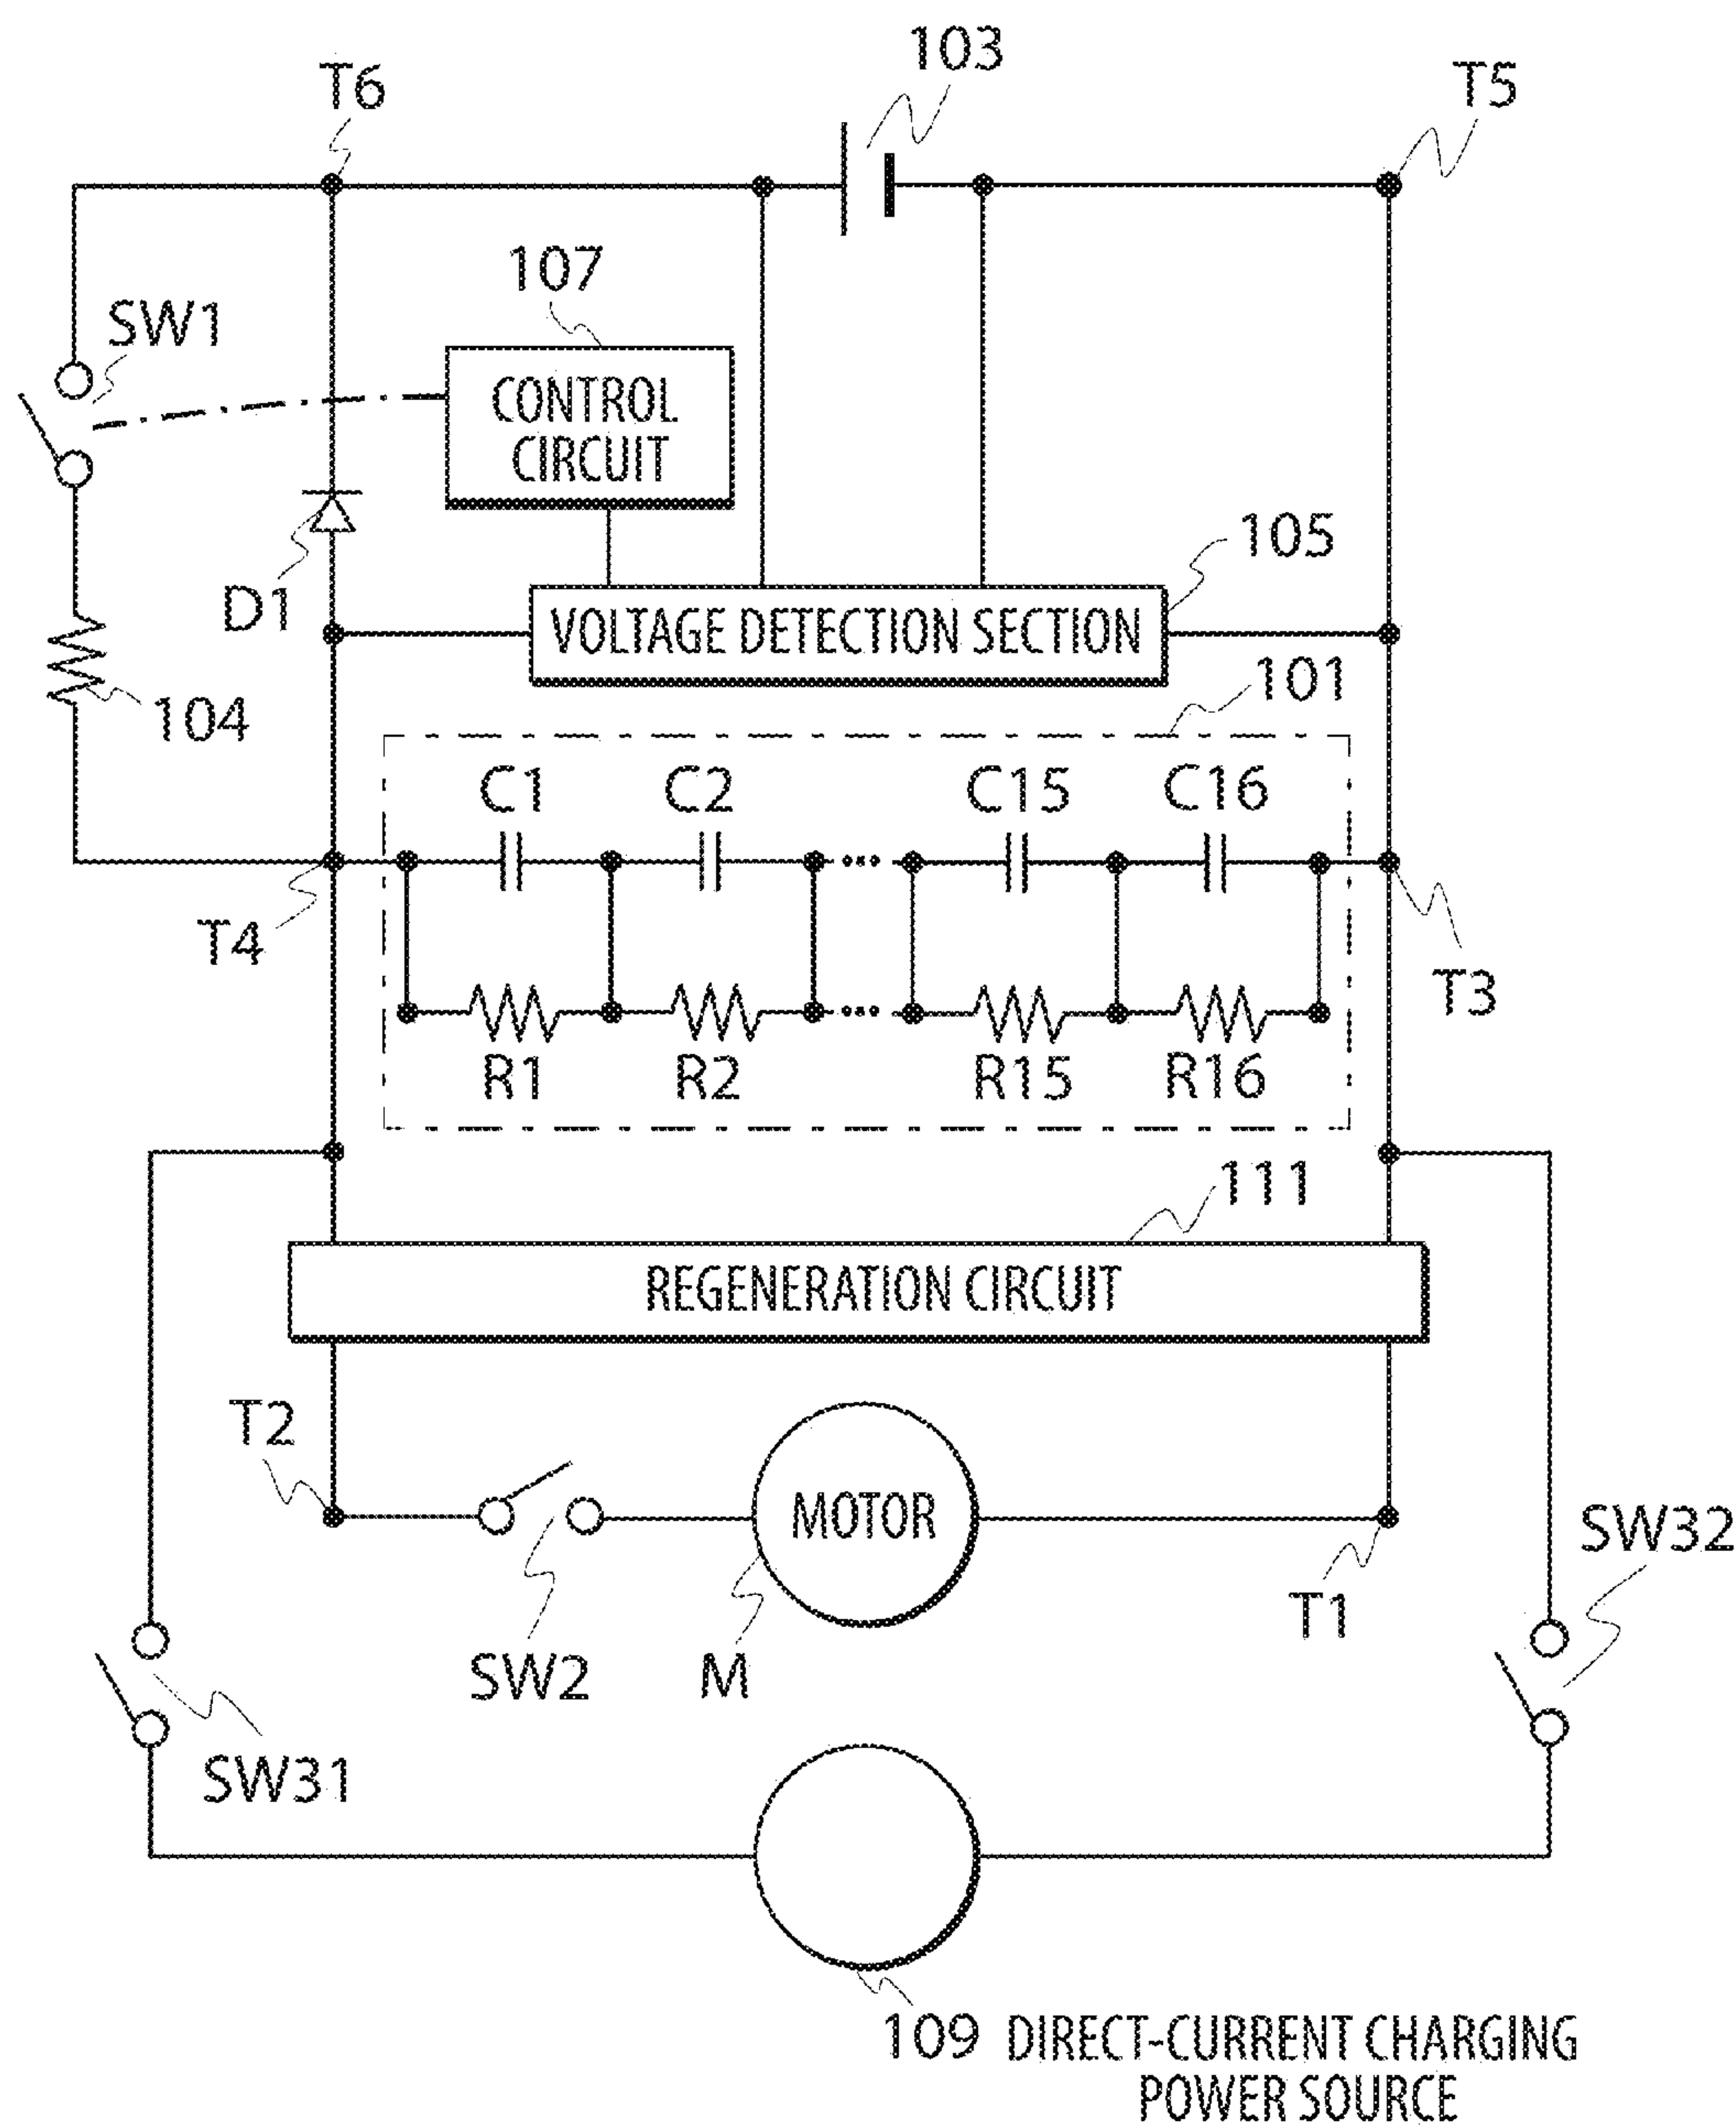 103
T6
T5
107
SW1
CONTROL
CIRCUIT
105
D1
VOLTAGE DETECTION SECTION
101
104
C1 C2 ... C15 C16
T4
T3
...
R1 R2 R15 R16
111
REGENERATION CIRCUIT
T2
MOTOR
SW32
T1
SW2
M
SW31
109 DIRECT-CURRENT CHARGING
POWER SOURCE